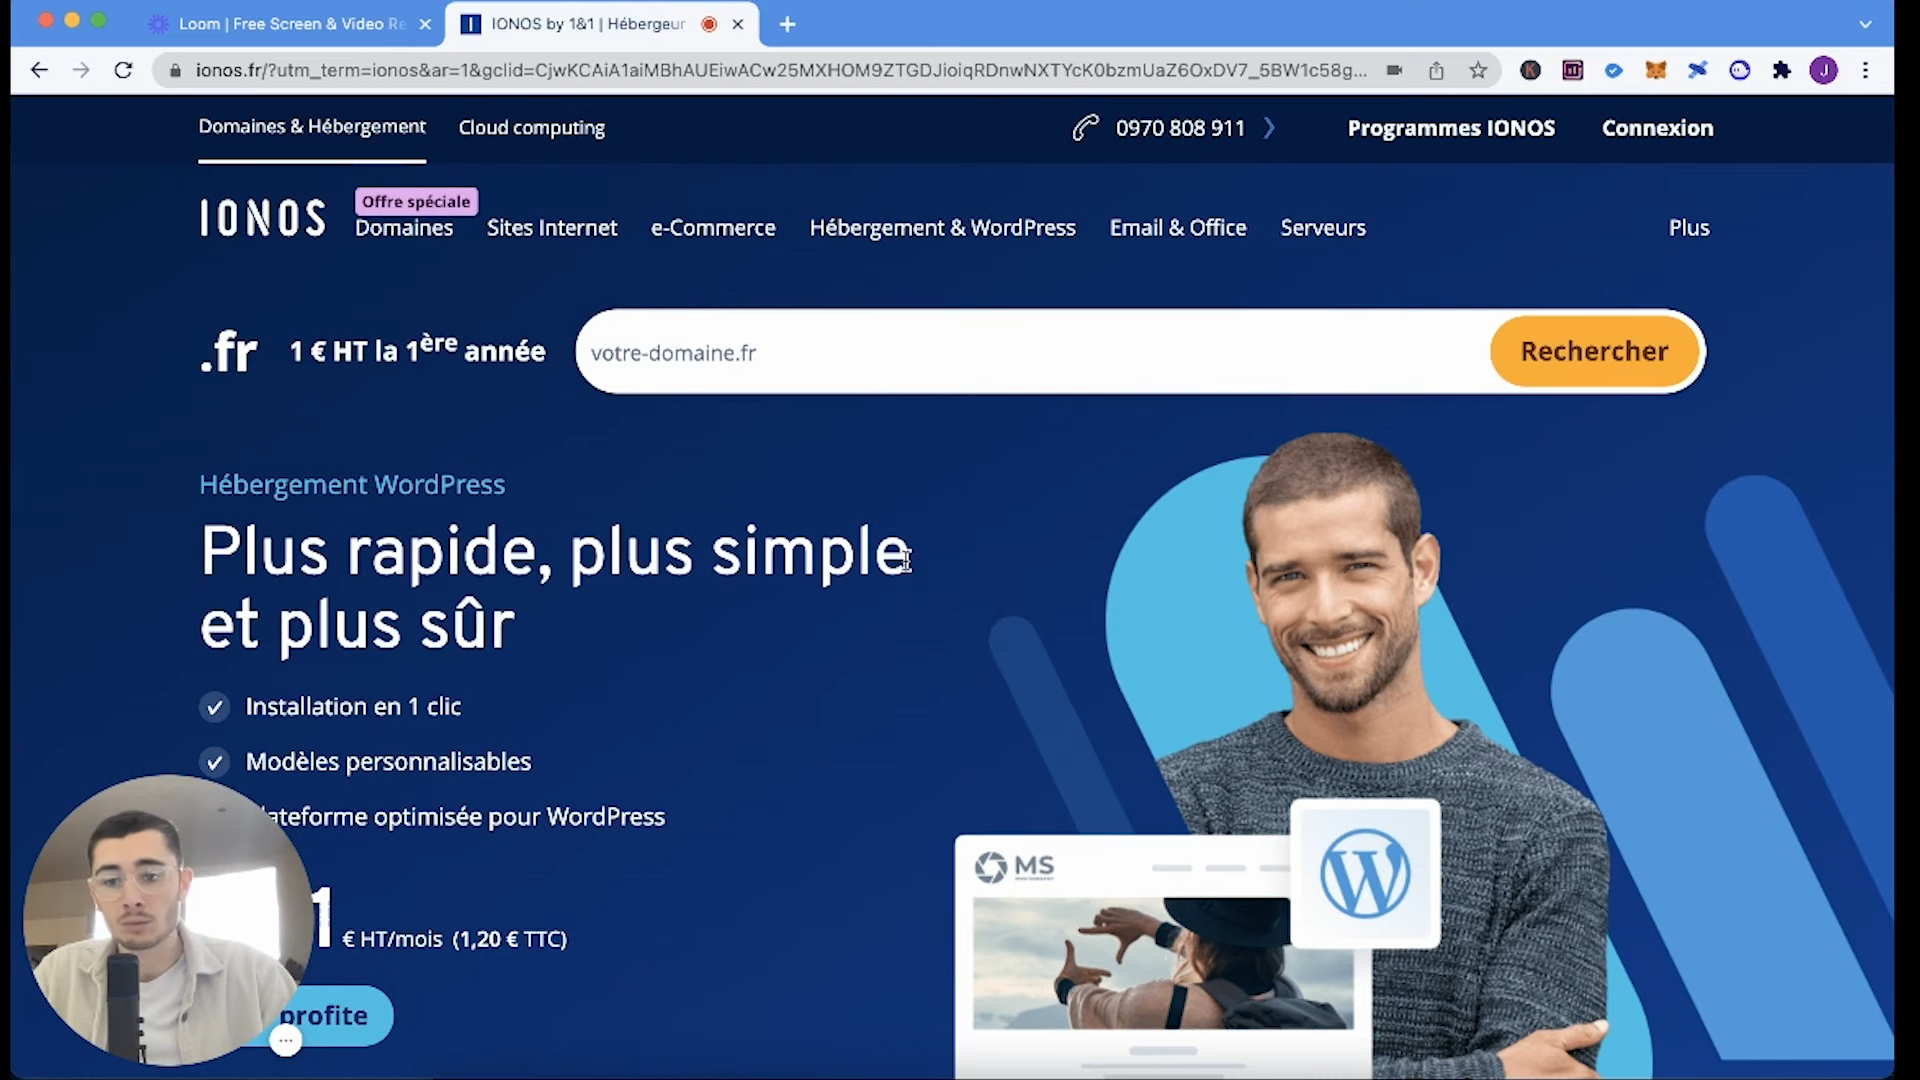 Loom | Free Screen & Video Re
IONOS by 1&1 | Hébergeur
ionos.fr/?utm_term=ionos&ar=1&gclid=CjwKCAiA1aiMBhAUEiwACw25MXHOM9ZTGDJioiqRDnwNXTYcK0bzmUaZ6OxDV7_5BW1c58g...
J
Domaines & Hébergement
Cloud computing
0970 808 911
Programmes IONOS
Connexion
IONOS
Offre spéciale
Domaines
Sites Internet
e-Commerce
Hébergement & WordPress
Email & Office
Serveurs
Plus
.fr
1 € HT la 1ère année
votre-domaine.fr
Rechercher
Hébergement WordPress
Plus rapide, plus simple
et plus sûr
Installation en 1 clic
Modèles personnalisables
ateforme optimisée pour WordPress
MS
W
1
€ HT/mois (1,20 € TTC)
profite